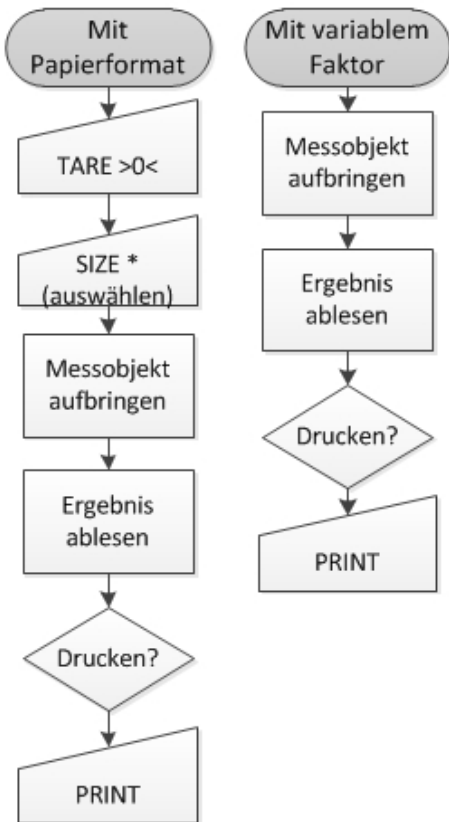 Mit
Papierformat
TARE >0<
SIZE *
(auswählen)
Messobjekt
aufbringen
Ergebnis
ablesen
Drucken?
PRINT
Mit variablem
Faktor
Messobjekt
aufbringen
Ergebnis
ablesen
Drucken?
PRINT